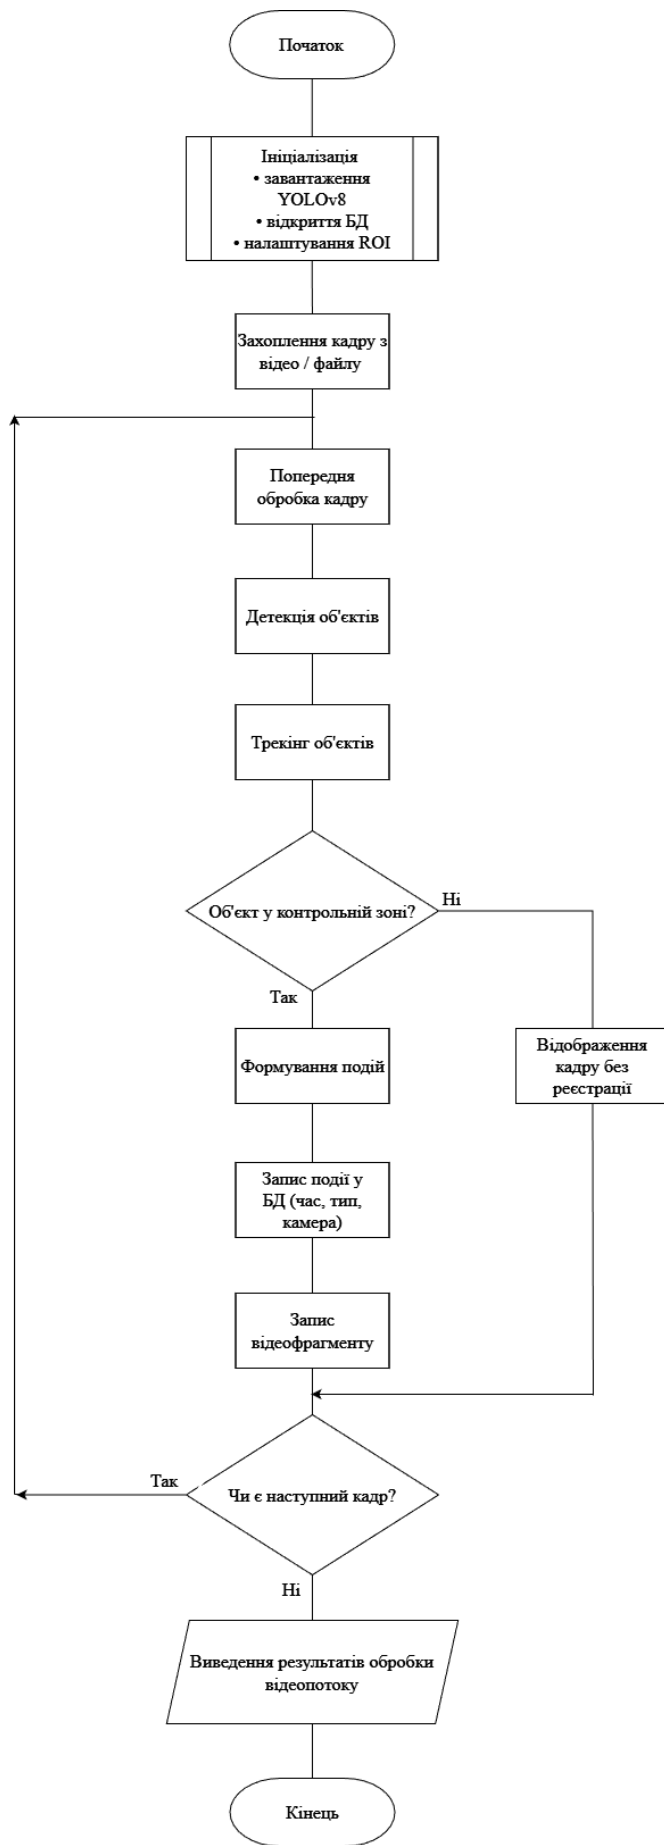 Початок
Ініціалізація
• завантаження
YOLOv8
• відкриття БД
• налаштування ROI
Захоплення кадру з
відео / файлу
Попередня
обробка кадру
Детекція об'єктів
Трекінг об'єктів
Об'єкт у контрольній зоні?
Ні
Так
Формування подій
Відображення
кадру без
реєстрації
Запис події у
БД (час, тип,
камера)
Запис
відеофрагменту
Так
Чи є наступний кадр?
Ні
Виведення результатів обробки
відеопотоку
Кінець